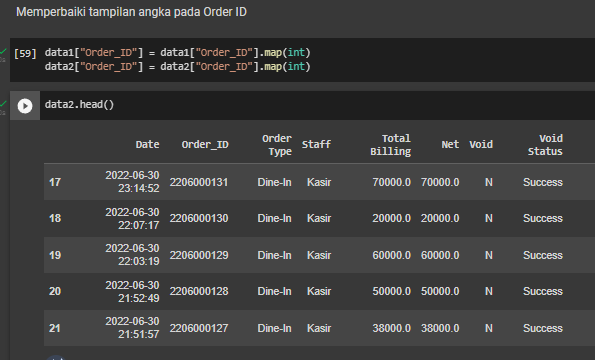 Memperbaiki tampilan angka pada Order ID
[59] data1["Order_ID"] = data1["Order_ID"].map(int)
data2["Order_ID"] = data2["Order_ID"].map(int)
data2.head()
Date Order_ID Order Type Staff Total Billing Net Void Void Status
17 2022-06-30 23:14:52 2206000131 Dine-In Kasir 70000.0 70000.0 N Success
18 2022-06-30 22:07:17 2206000130 Dine-In Kasir 20000.0 20000.0 N Success
19 2022-06-30 22:03:19 2206000129 Dine-In Kasir 60000.0 60000.0 N Success
20 2022-06-30 21:52:49 2206000128 Dine-In Kasir 50000.0 50000.0 N Success
21 2022-06-30 21:51:57 2206000127 Dine-In Kasir 38000.0 38000.0 N Success